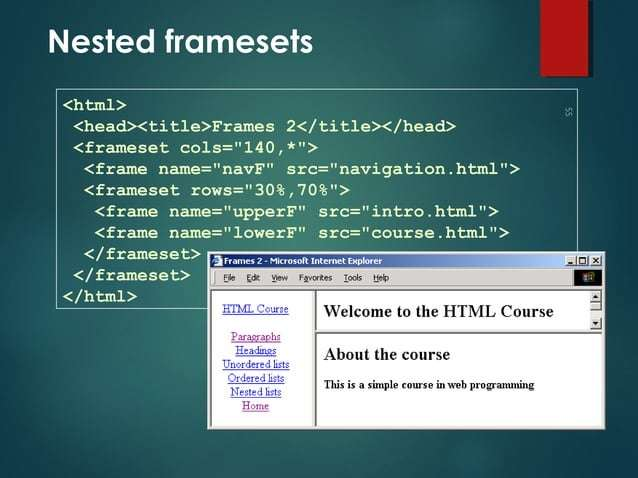 Nested framesets
55
<html>
<head><title>Frames 2</title></head>
<frameset cols="140,*">
<frame name="navF" src="navigation.html">
<frameset rows="30%,70%">
<frame name="upperF" src="intro.html">
<frame name="lowerF" src="course.html">
</frameset>
</frameset>
</html>
Frames 2 - Microsoft Internet Explorer
File Edit View Favorites Tools Help
HTML Course
Paragraphs
Headings
Unordered lists
Ordered lists
Nested lists
Home
Welcome to the HTML Course
About the course
This is a simple course in web programming